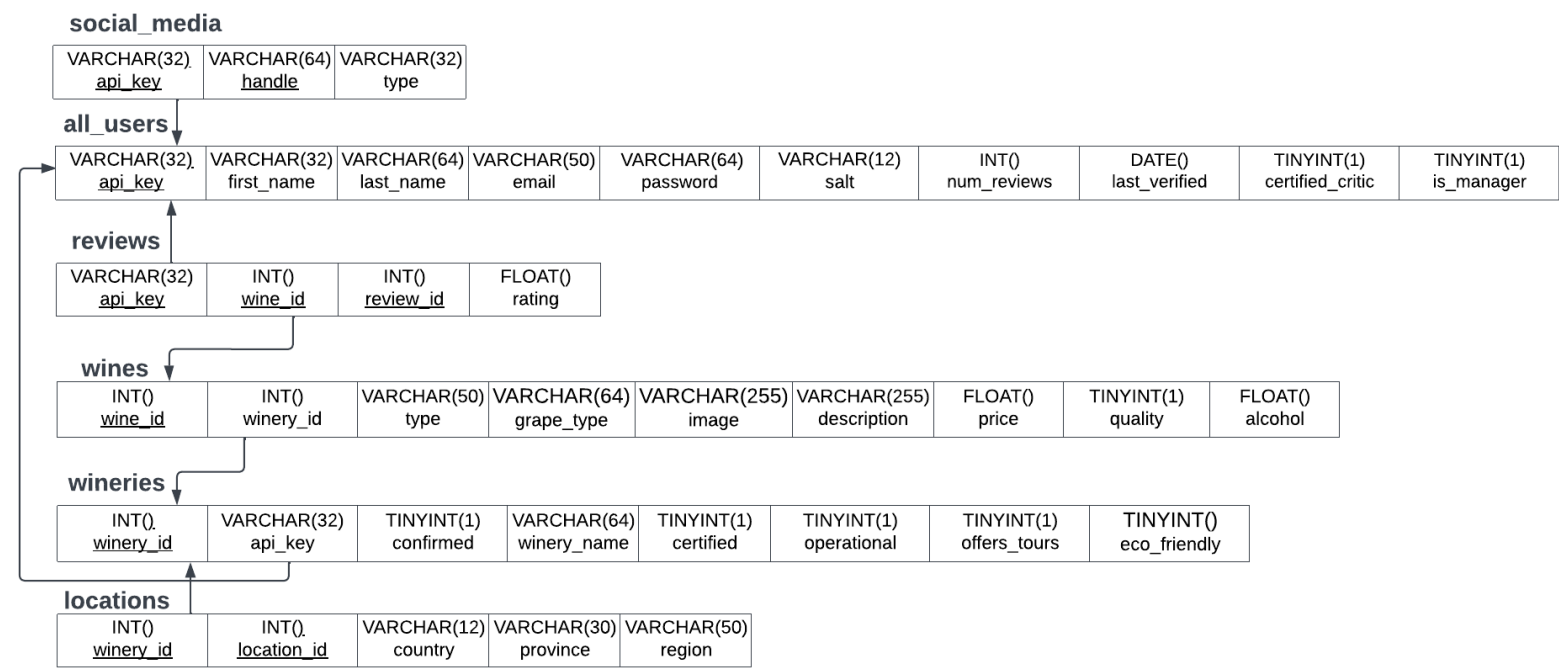 social_media
VARCHAR(32) VARCHAR(64) VARCHAR(32)
api_key handle type
all_users
VARCHAR(32) VARCHAR(32) VARCHAR(64) VARCHAR(50) VARCHAR(64) VARCHAR(12) INT() DATE() TINYINT(1) TINYINT(1)
api_key first_name last_name email password salt num_reviews last_verified certified_critic is_manager
reviews
VARCHAR(32) INT() INT() FLOAT()
api_key wine_id review_id rating
wines
INT() INT() VARCHAR(50) VARCHAR(64) VARCHAR(255) VARCHAR(255) FLOAT() TINYINT(1) FLOAT()
wine_id winery_id type grape_type image description price quality alcohol
wineries
INT() VARCHAR(32) TINYINT(1) VARCHAR(64) TINYINT(1) TINYINT(1) TINYINT(1) TINYINT()
winery_id api_key confirmed winery_name certified operational offers_tours eco_friendly
locations
INT() INT() VARCHAR(12) VARCHAR(30) VARCHAR(50)
winery_id location_id country province region